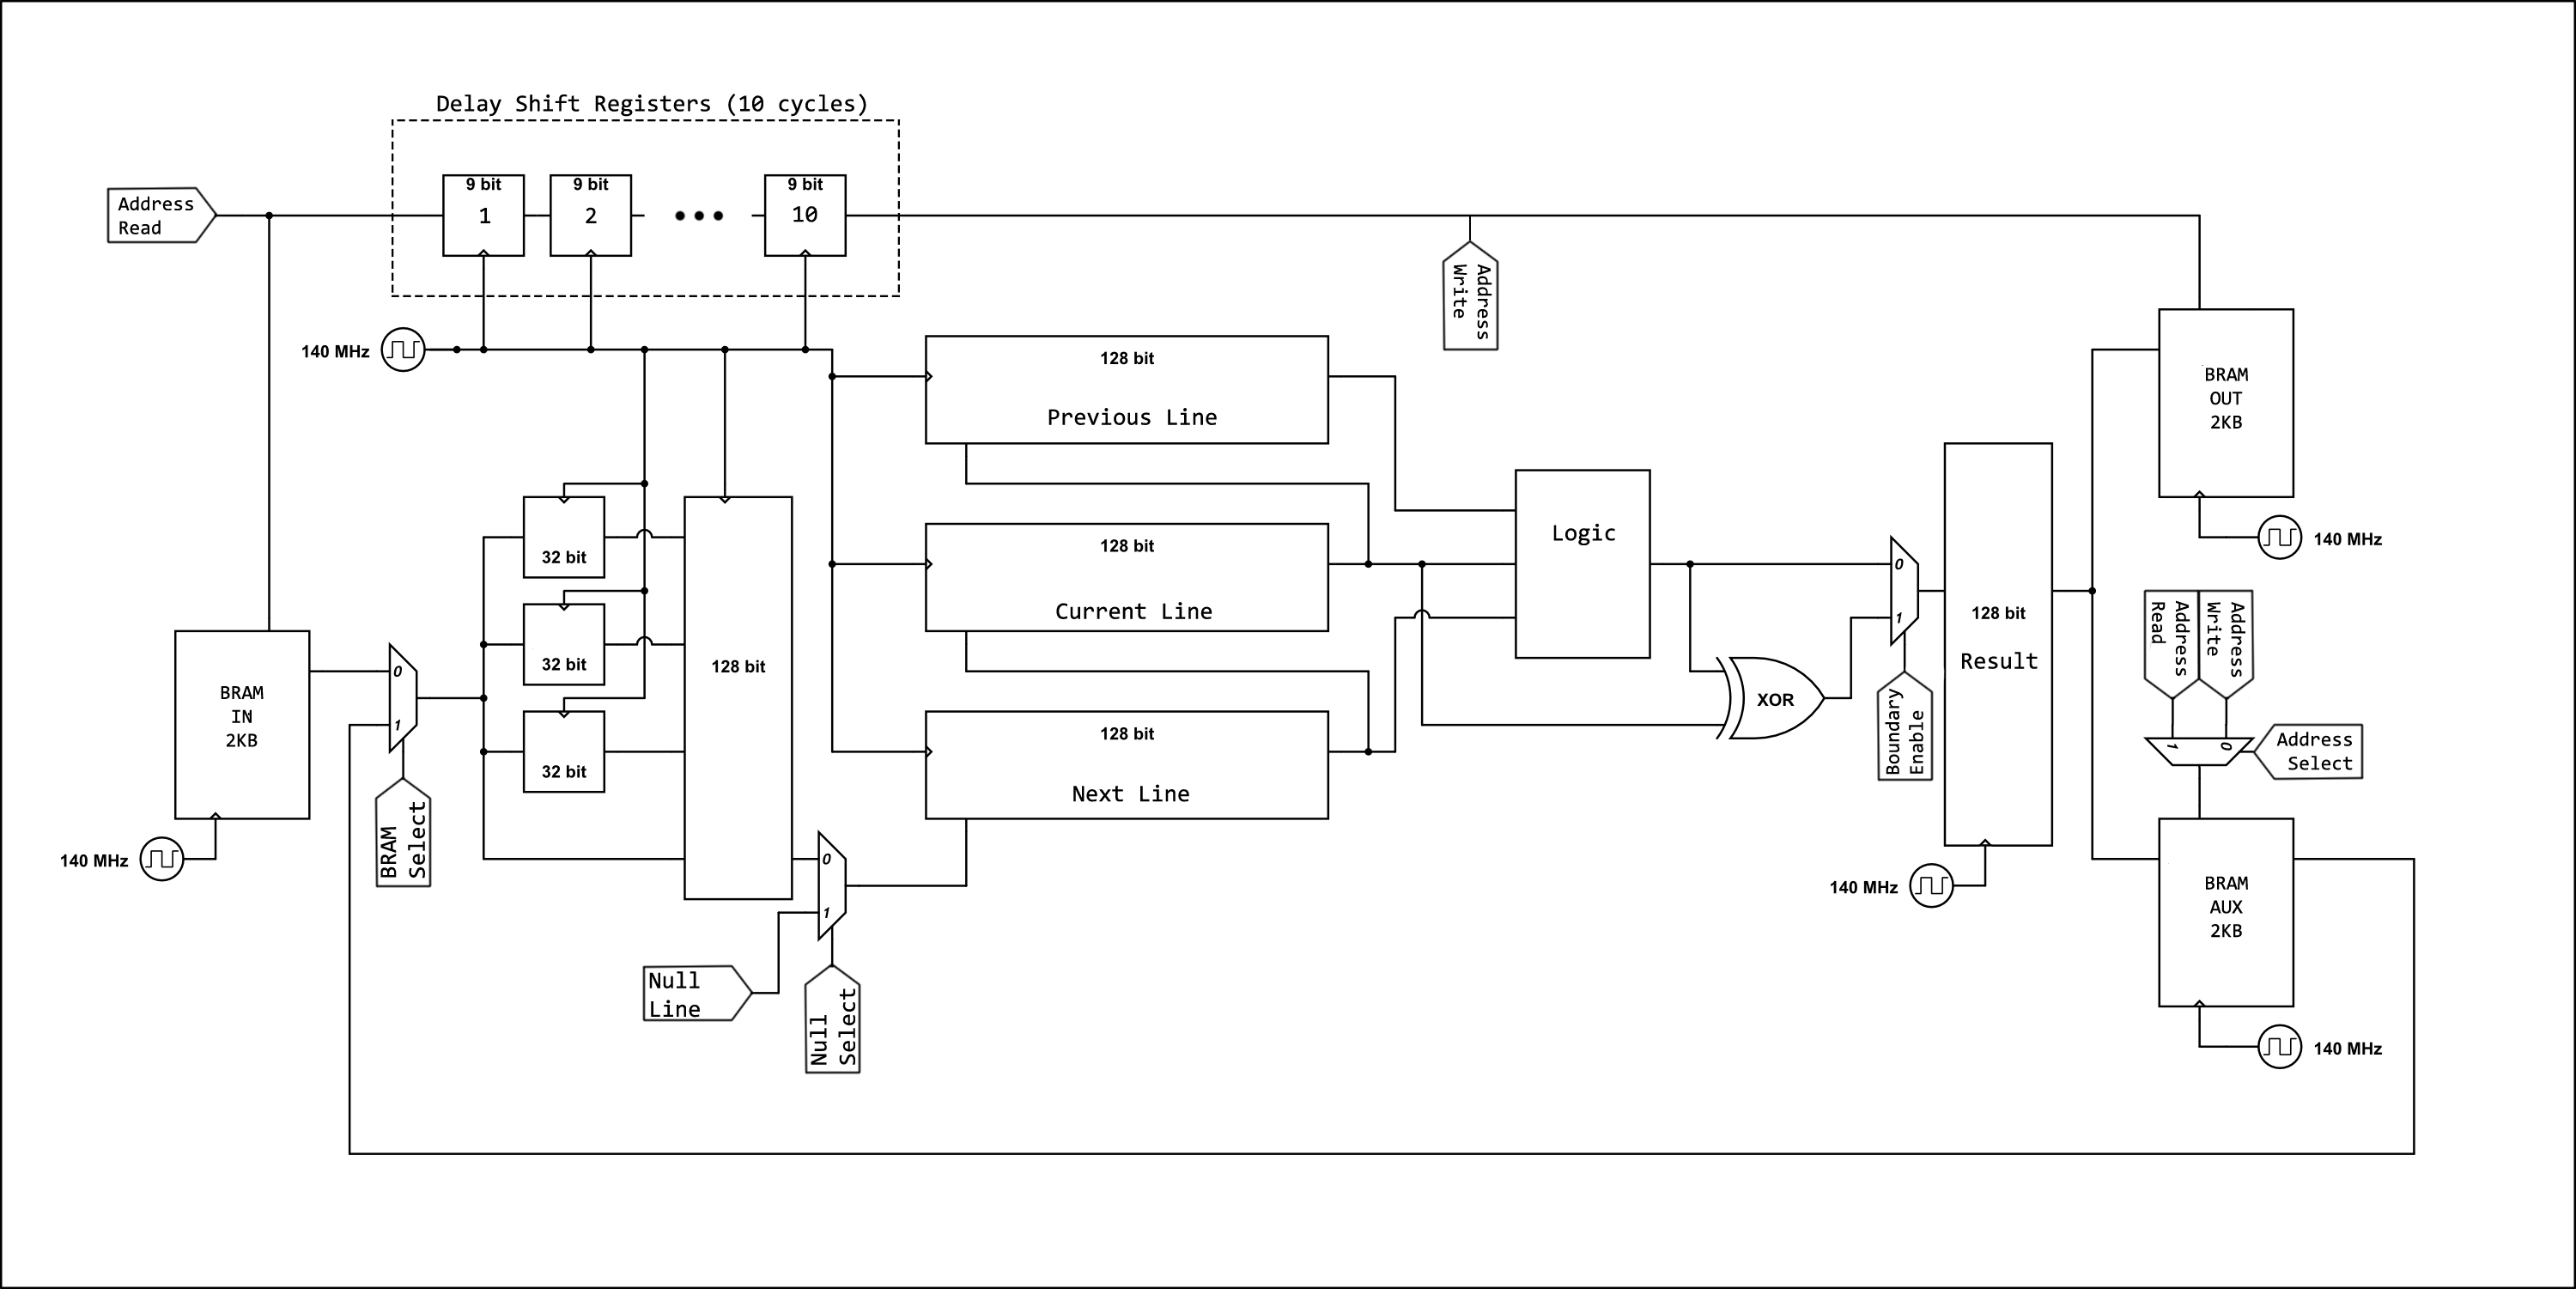 Delay Shift Registers (10 cycles)
9 bit
1
9 bit
2
9 bit
10
Address
Read
Address
Write
140 MHz
128 bit
Previous Line
128 bit
Current Line
128 bit
Next Line
32 bit
32 bit
32 bit
128 bit
BRAM
IN
2KB
140 MHz
0
1
BRAM
Select
0
1
Null
Line
Null
Select
Logic
XOR
0
1
Boundary
Enable
128 bit
Result
140 MHz
BRAM
OUT
2KB
140 MHz
Address
Read
Address
Write
1
0
Address
Select
BRAM
AUX
2KB
140 MHz